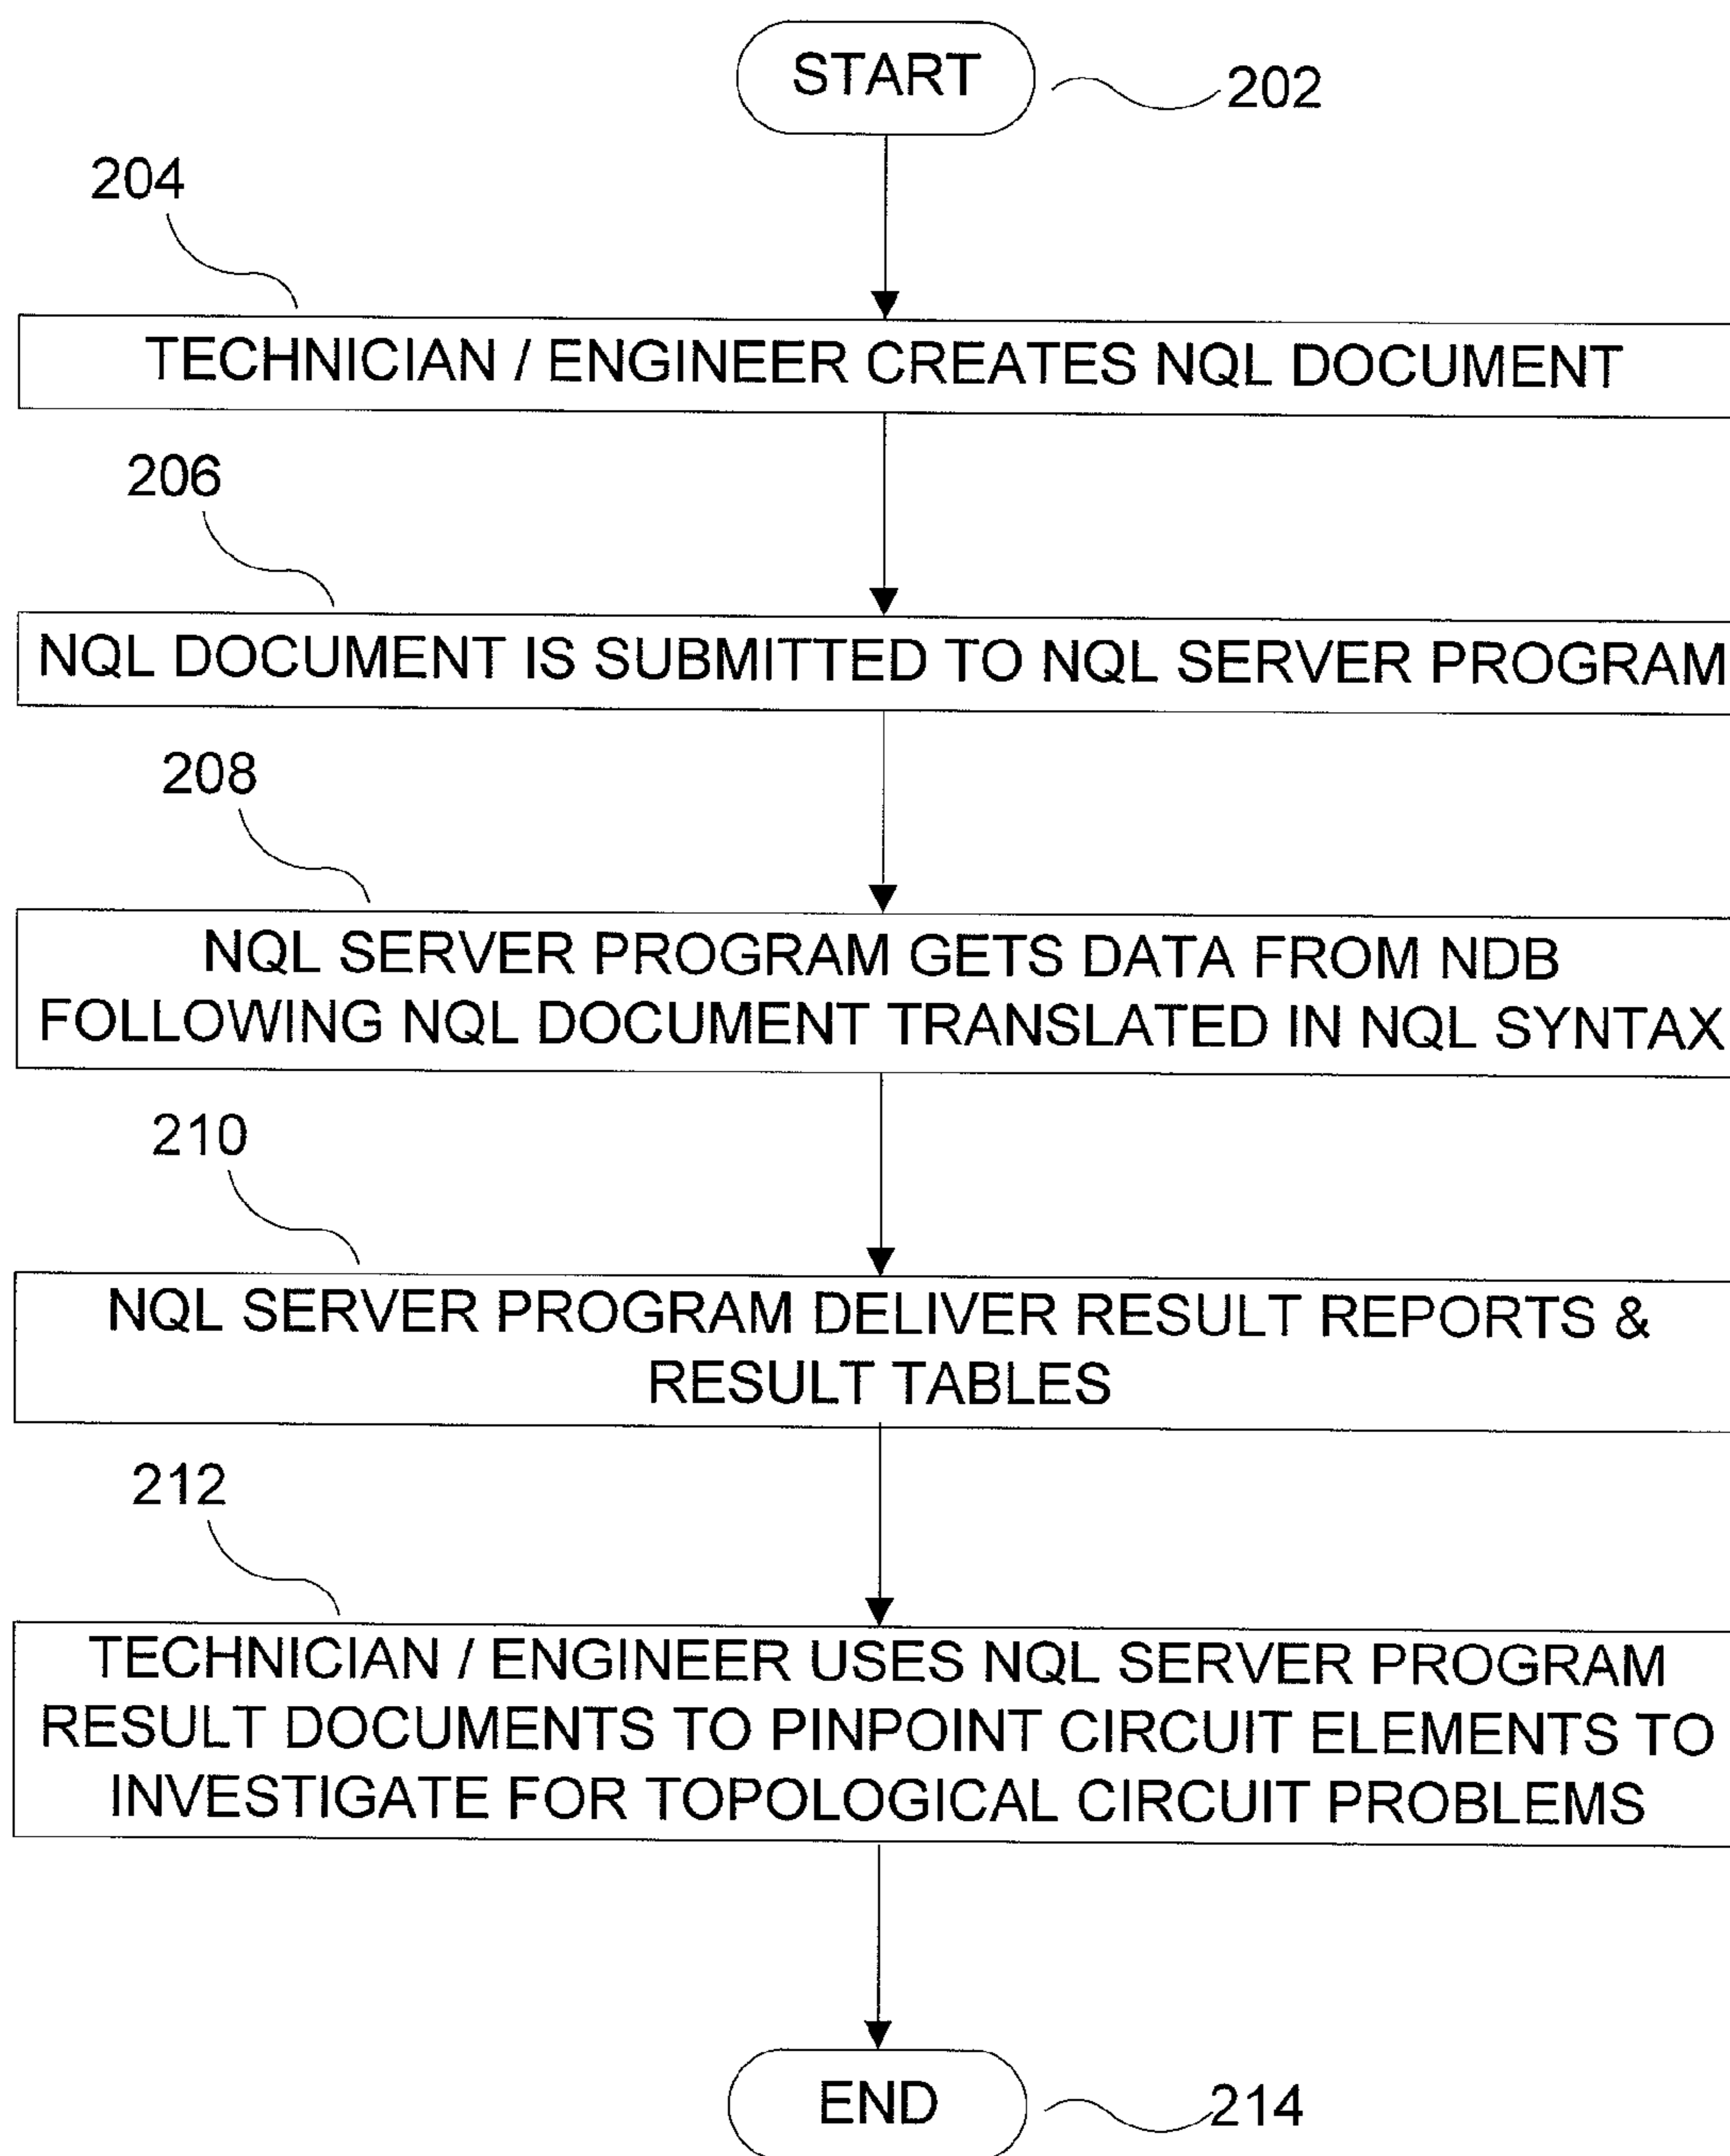 START
202
204
TECHNICIAN / ENGINEER CREATES NQL DOCUMENT
206
NQL DOCUMENT IS SUBMITTED TO NQL SERVER PROGRAM
208
NQL SERVER PROGRAM GETS DATA FROM NDB
FOLLOWING NQL DOCUMENT TRANSLATED IN NQL SYNTAX
210
NQL SERVER PROGRAM DELIVER RESULT REPORTS &
RESULT TABLES
212
TECHNICIAN / ENGINEER USES NQL SERVER PROGRAM
RESULT DOCUMENTS TO PINPOINT CIRCUIT ELEMENTS TO
INVESTIGATE FOR TOPOLOGICAL CIRCUIT PROBLEMS
END
214